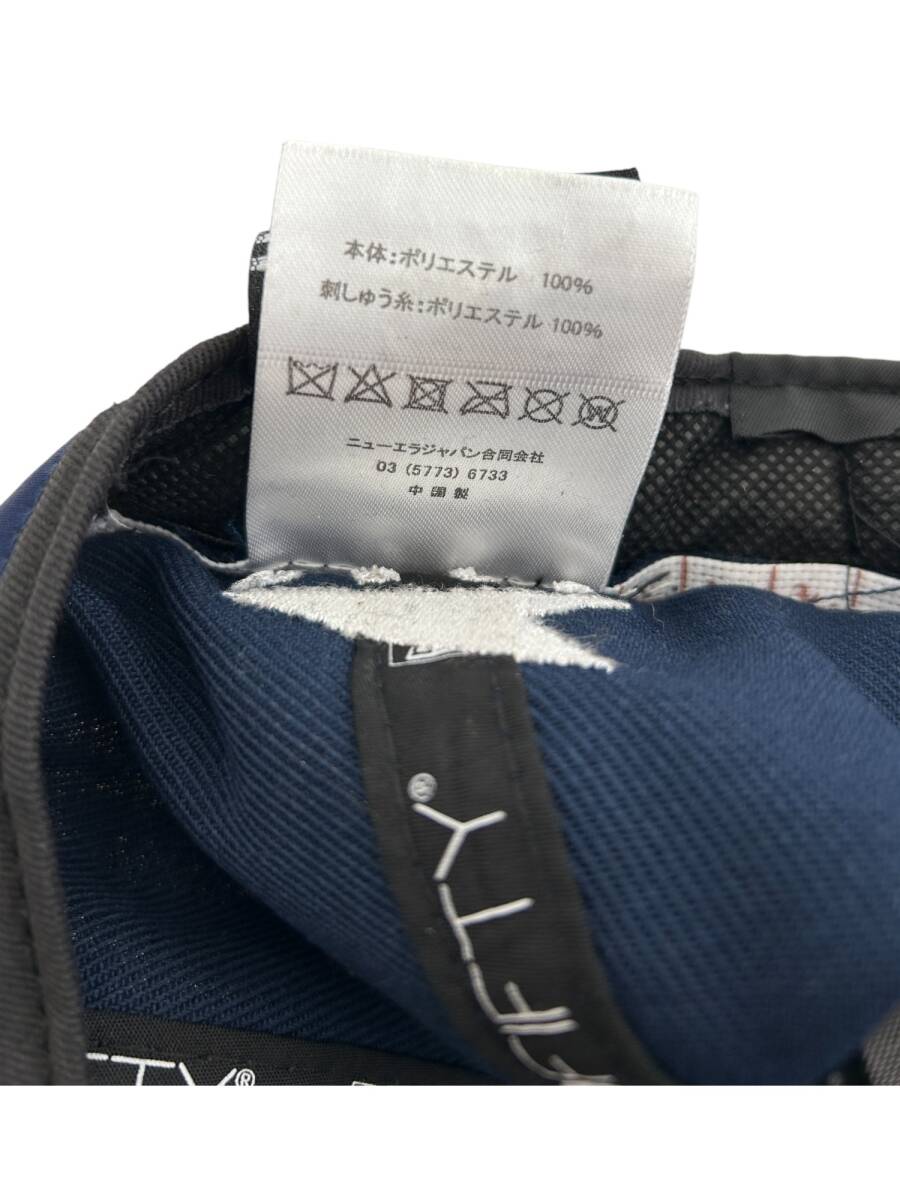 本体:ポリエステル 100%
刺しゅう糸:ポリエステル 100%
ニューエラジャパン合同会社
03 (5773) 6733
中国製
IFTY®
TY®